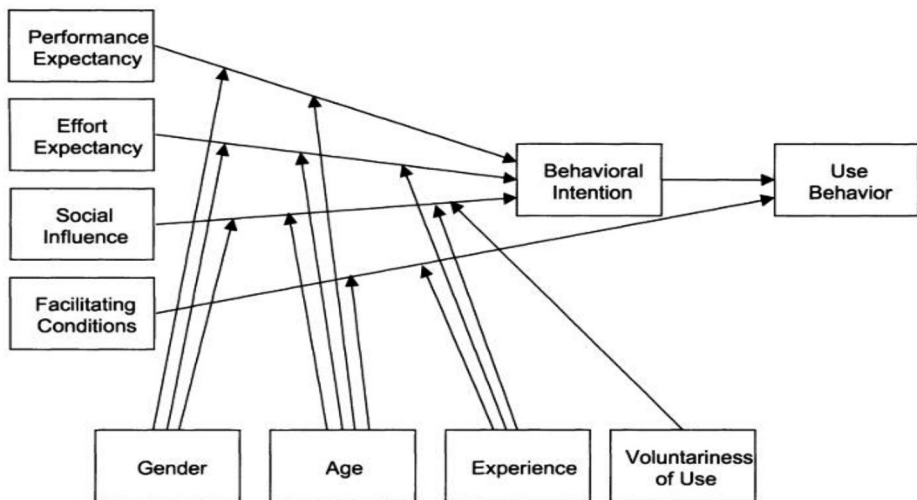 Performance
Expectancy
Effort
Expectancy
Social
Influence
Facilitating
Conditions
Behavioral
Intention
Use
Behavior
Gender
Age
Experience
Voluntariness
of Use